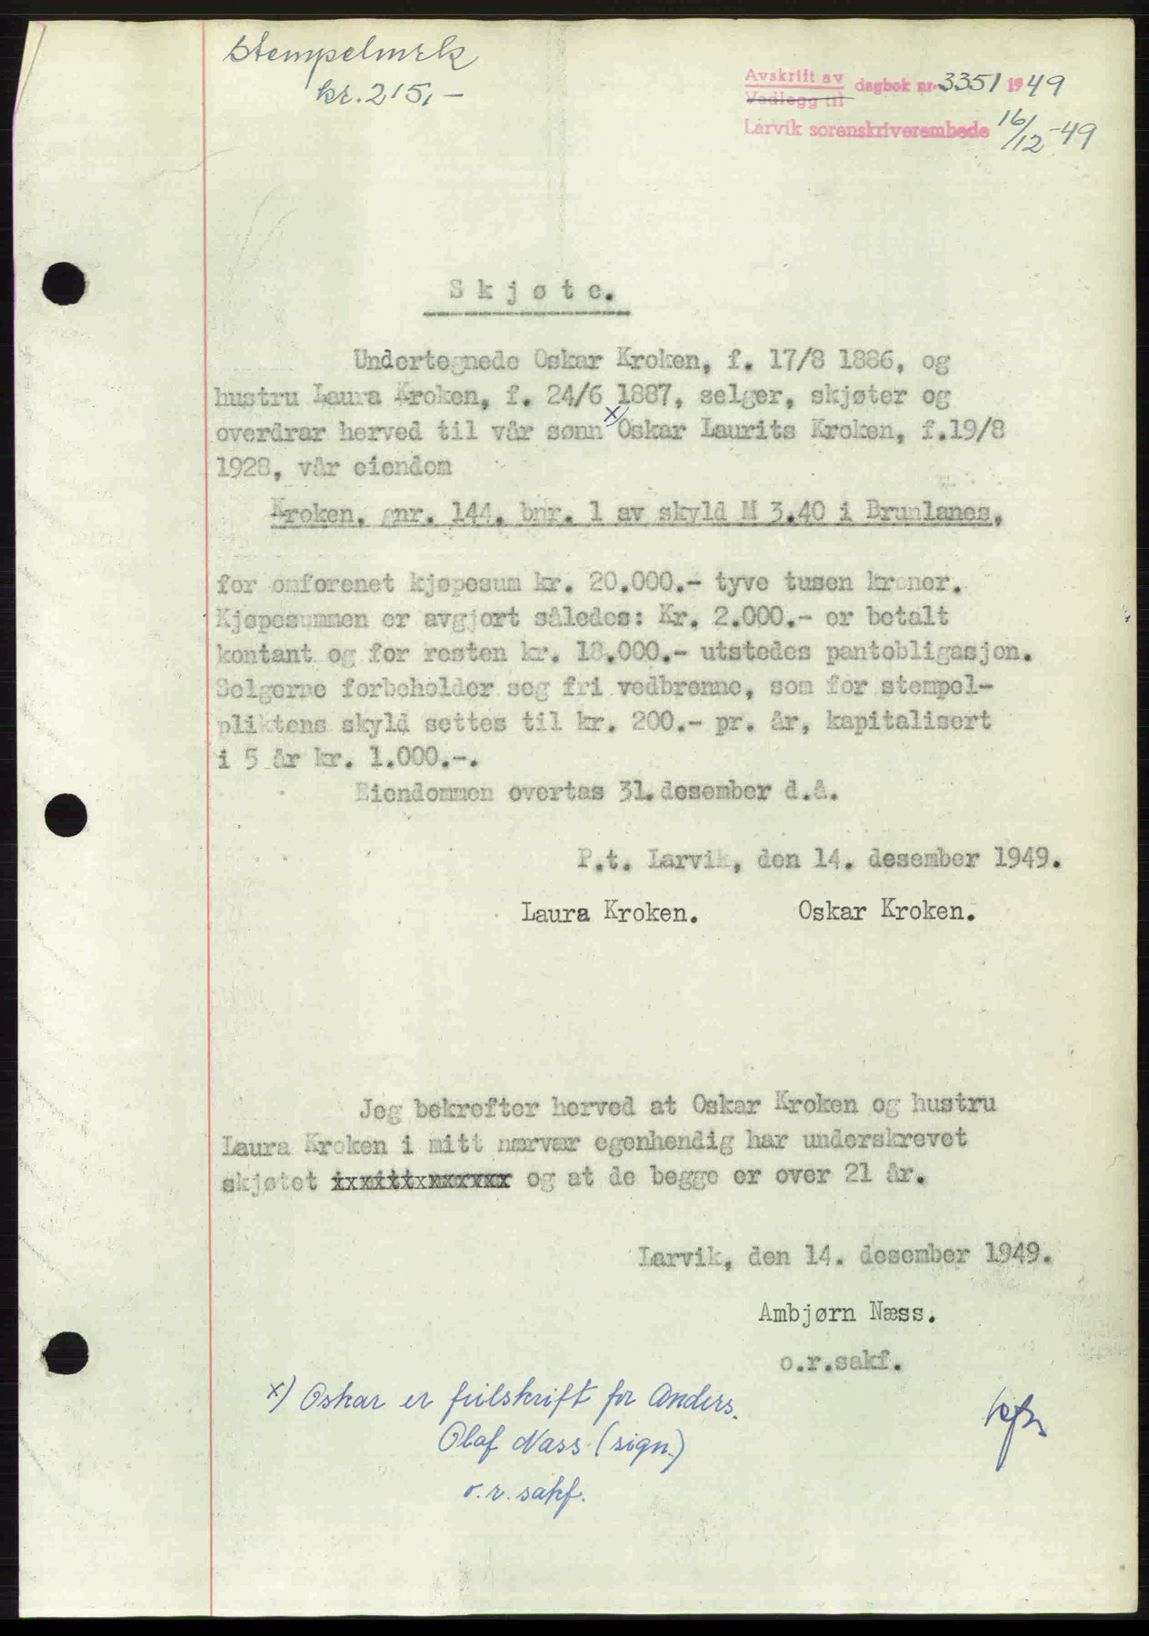 Stempelmrk
kr. 215,-
Avskrift av
Vedlegg til
dagbok nr. 3351 1949
Larvik sorenskriverembede 16/12-49
Skjøte.
Undertegnede Oskar Kroken, f. 17/8 1886, og
hustru Laura Kroken, f. 24/6 1887, selger, skjøter og
overdrar herved til vår sønn x) Oskar Laurits Kroken, f.19/8
1928, vår eiendom
Kroken, gnr. 144, bnr. 1 av skyld M 3.40 i Brunlanes,
for omforenet kjøpesum kr. 20.000.- tyve tusen kroner.
Kjøpesummen er avgjort således: Kr. 2.000.- er betalt
kontant og for resten kr. 18.000.- utstedes pantobligasjon.
Selgerne forbeholder seg fri vedbrenne, som for stempel-
pliktens skyld settes til kr. 200.- pr. år, kapitalisert
i 5 år kr. 1.000.-.
Eiendommen overtas 31. desember d.å.
P.t. Larvik, den 14. desember 1949.
Laura Kroken. Oskar Kroken.
Jeg bekrefter herved at Oskar Kroken og hustru
Laura Kroken i mitt nærvær egenhendig har underskrevet
skjøtet og at de begge er over 21 år.
Larvik, den 14. desember 1949.
Ambjørn Næss.
o.r.sakf.
x) Oskar er feilskrift for Anders.
Olaf Næss (sign.)
o.r. sakf.